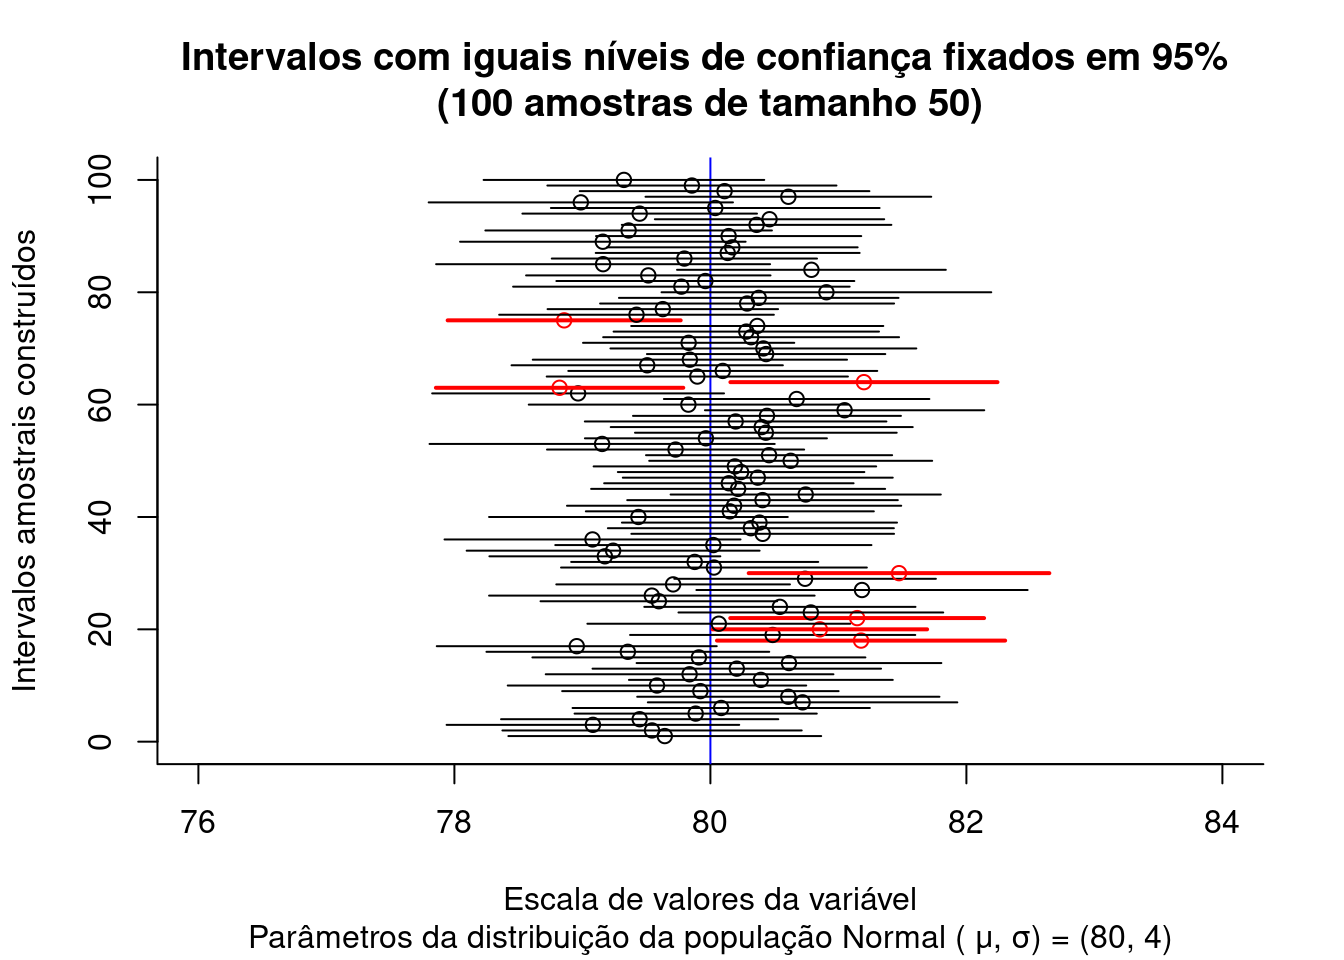 Intervalos com iguais níveis de confiança fixados em 95%
(100 amostras de tamanho 50)
Intervalos amostrais construídos
100
80
60
40
20
0
76 78 80 82 84
Escala de valores da variável
Parâmetros da distribuição da população Normal ( μ, σ) = (80, 4)